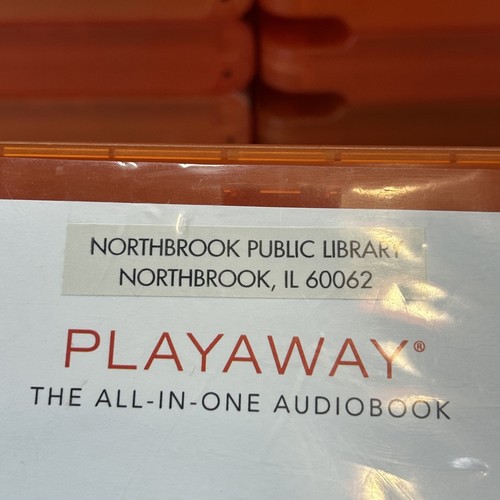 NORTHBROOK PUBLIC LIBRARY
NORTHBROOK, IL 60062
PLAYAWAY®
THE ALL-IN-ONE AUDIOBOOK